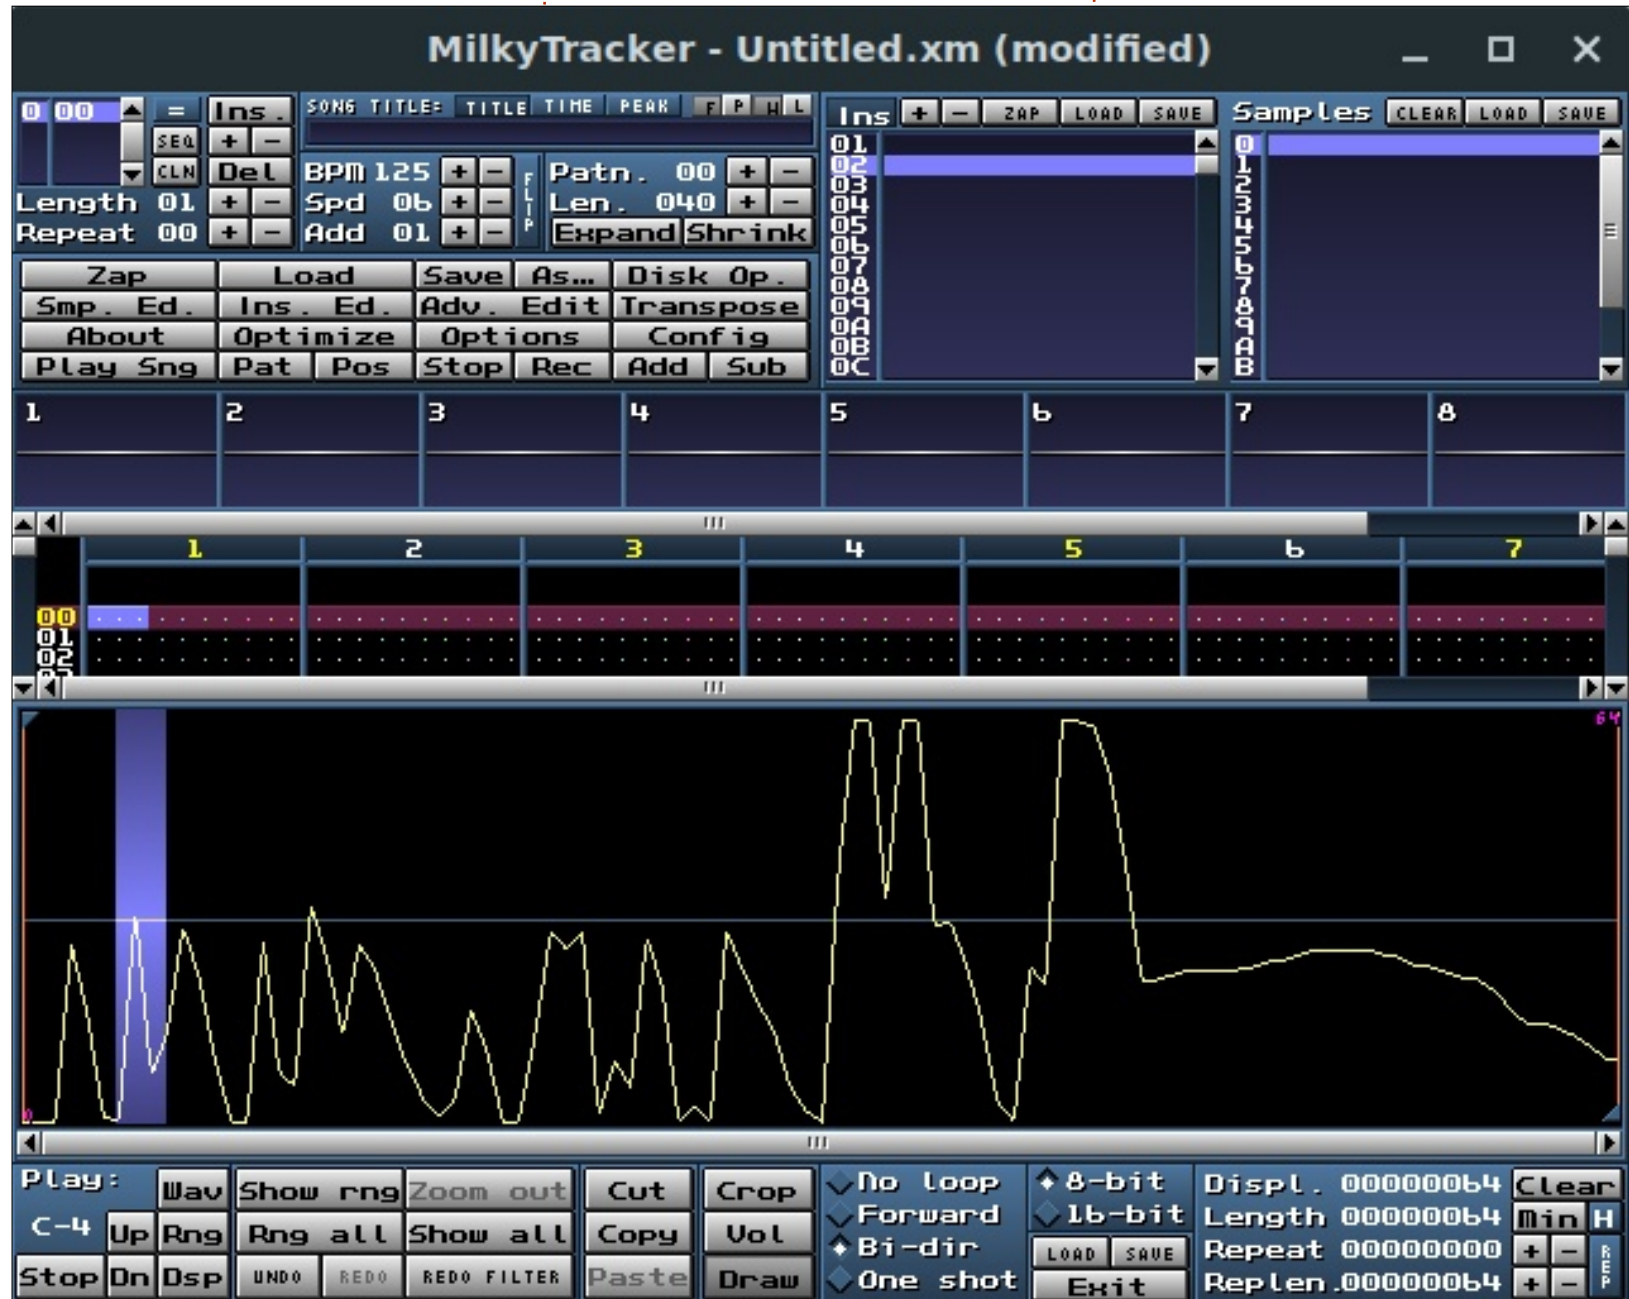 MilkyTracker - Untitled.xm (modified)
0 00 = Ins. SONG TITLE: TITLE TIME PEAK F P W L
SEQ + -
CLN Del BPM 125 + - FLIP Patn. 00 + -
Length 01 + - Spd 06 + - Len. 040 + -
Repeat 00 + - Add 01 + - Expand Shrink
Zap Load Save As... Disk Op.
Smp. Ed. Ins. Ed. Adv. Edit Transpose
About Optimize Options Config
Play Sng Pat Pos Stop Rec Add Sub
Ins + - ZAP LOAD SAVE
01
02
03
04
05
06
07
08
09
0A
0B
0C
Samples CLEAR LOAD SAVE
0
1
2
3
4
5
6
7
8
9
A
B
1 2 3 4 5 6 7 8
1 2 3 4 5 6 7
00
01
02
64
0
Play: Wav Show rng Zoom out Cut Crop
C-4 Up Rng Rng all Show all Copy Vol
Stop Dn Dsp UNDO REDO REDO FILTER Paste Draw
No loop
Forward
Bi-dir
One shot
8-bit
16-bit
LOAD SAVE
Exit
Displ. 00000064 Clear
Length 00000064 Min H
Repeat 00000000 + - REP
Replen.00000064 + -